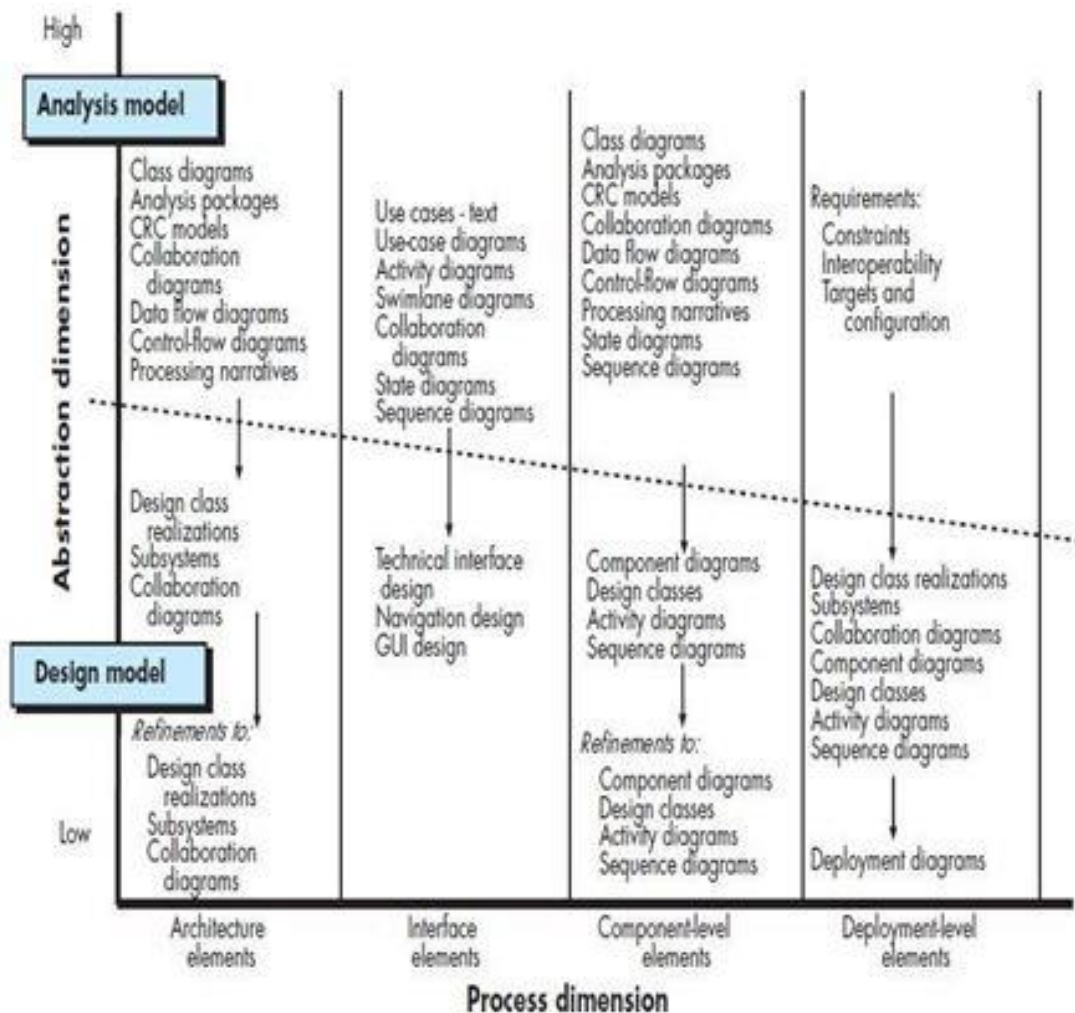 High
Analysis model
Abstraction dimension
Class diagrams
Analysis packages
CRC models
Collaboration
diagrams
Data flow diagrams
Control-flow diagrams
Processing narratives
Design class
realizations
Subsystems
Collaboration
diagrams
Design model
Refinements to:
Design class
realizations
Subsystems
Collaboration
diagrams
Low
Use cases - text
Use-case diagrams
Activity diagrams
Swimlane diagrams
Collaboration
diagrams
State diagrams
Sequence diagrams
Technical interface
design
Navigation design
GUI design
Class diagrams
Analysis packages
CRC models
Collaboration diagrams
Data flow diagrams
Control-flow diagrams
Processing narratives
State diagrams
Sequence diagrams
Component diagrams
Design classes
Activity diagrams
Sequence diagrams
Refinements to:
Component diagrams
Design classes
Activity diagrams
Sequence diagrams
Requirements:
Constraints
Interoperability
Targets and
configuration
Design class realizations
Subsystems
Collaboration diagrams
Component diagrams
Design classes
Activity diagrams
Sequence diagrams
Deployment diagrams
Architecture
elements
Interface
elements
Component-level
elements
Deployment-level
elements
Process dimension